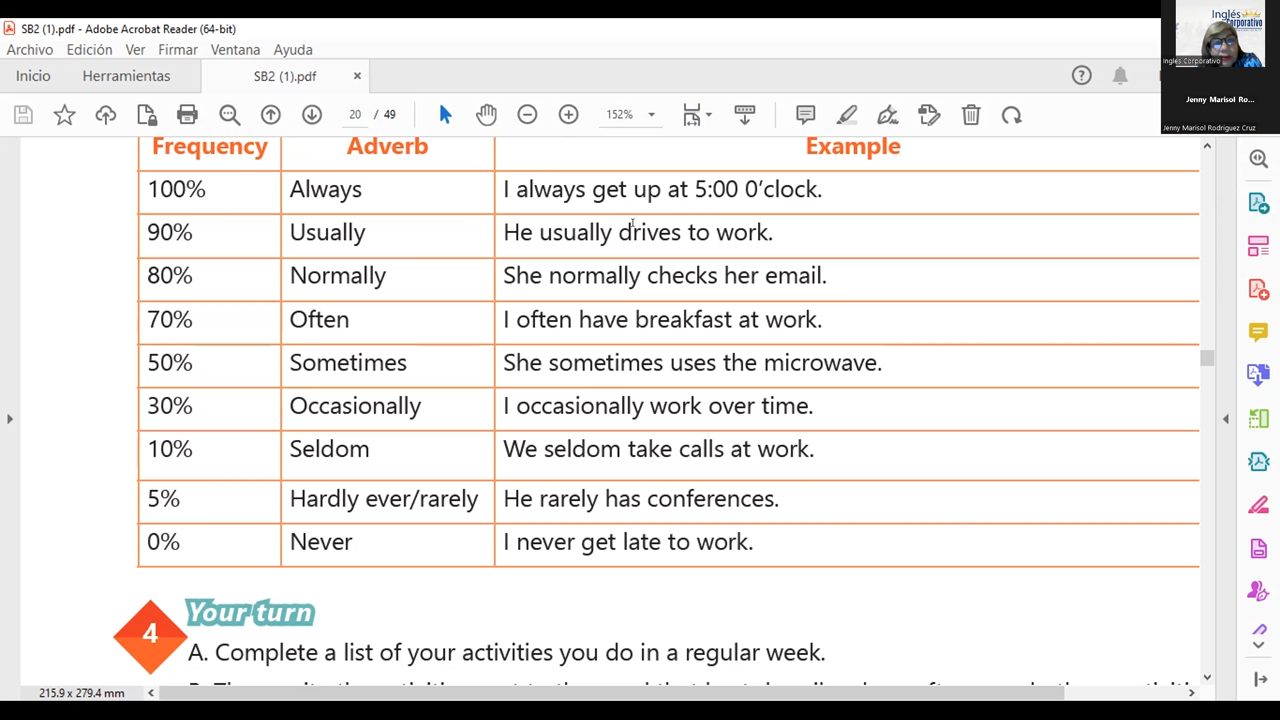 SB2 (1).pdf - Adobe Acrobat Reader (64-bit)
Archivo Edición Ver Firmar Ventana Ayuda
Inicio Herramientas SB2 (1).pdf ×
20 / 49 152%
Inglés
Corporativo
Inglés Corporativo
Jenny Marisol Ro...
Jenny Marisol Rodriguez Cruz
Frequency Adverb Example
100% Always I always get up at 5:00 0’clock.
90% Usually He usually drives to work.
80% Normally She normally checks her email.
70% Often I often have breakfast at work.
50% Sometimes She sometimes uses the microwave.
30% Occasionally I occasionally work over time.
10% Seldom We seldom take calls at work.
5% Hardly ever/rarely He rarely has conferences.
0% Never I never get late to work.
4 Your turn
A. Complete a list of your activities you do in a regular week.
215.9 x 279.4 mm